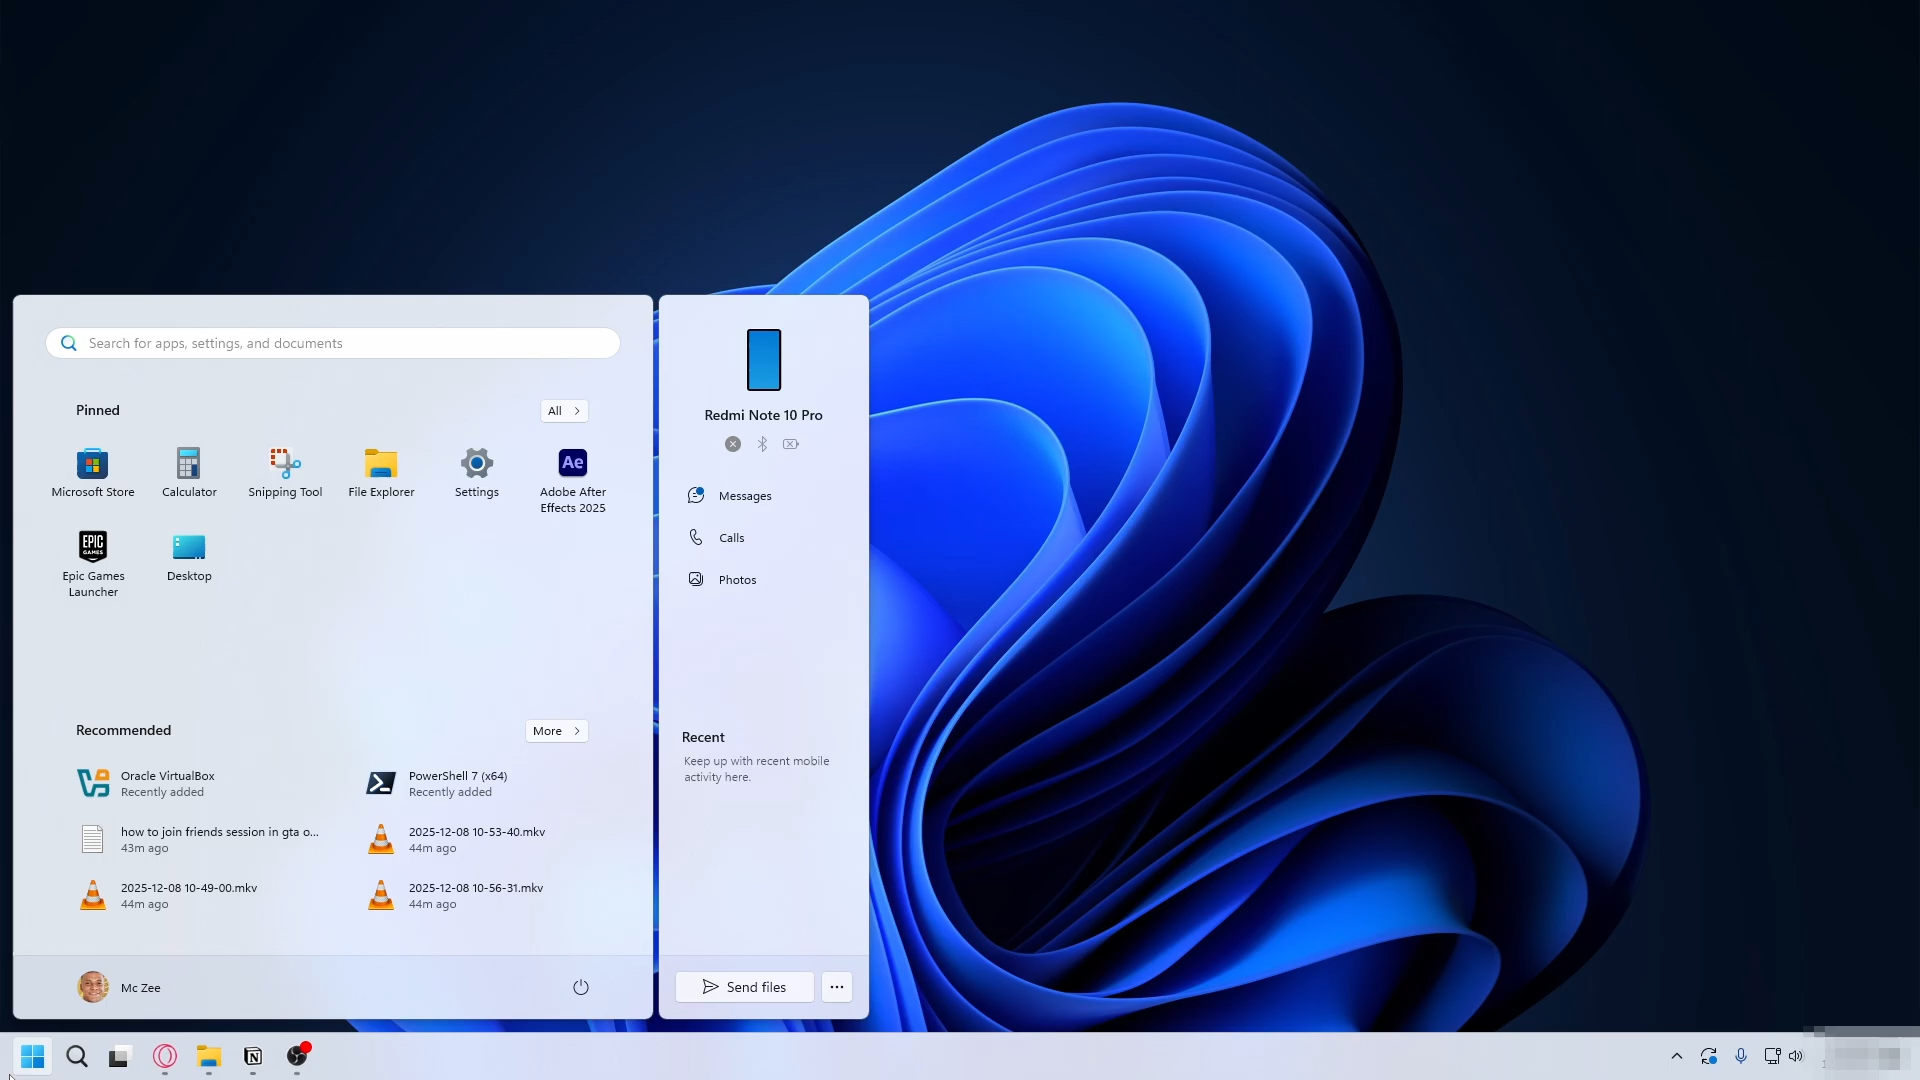 Search for apps, settings, and documents
Pinned
All
Microsoft Store
Calculator
Snipping Tool
File Explorer
Settings
Ae
Adobe After
Effects 2025
EPIC
GAMES
Epic Games
Launcher
Desktop
Recommended
More
Oracle VirtualBox
Recently added
PowerShell 7 (x64)
Recently added
how to join friends session in gta o...
43m ago
2025-12-08 10-53-40.mkv
44m ago
2025-12-08 10-49-00.mkv
44m ago
2025-12-08 10-56-31.mkv
44m ago
Mc Zee
Redmi Note 10 Pro
Messages
Calls
Photos
Recent
Keep up with recent mobile
activity here.
Send files